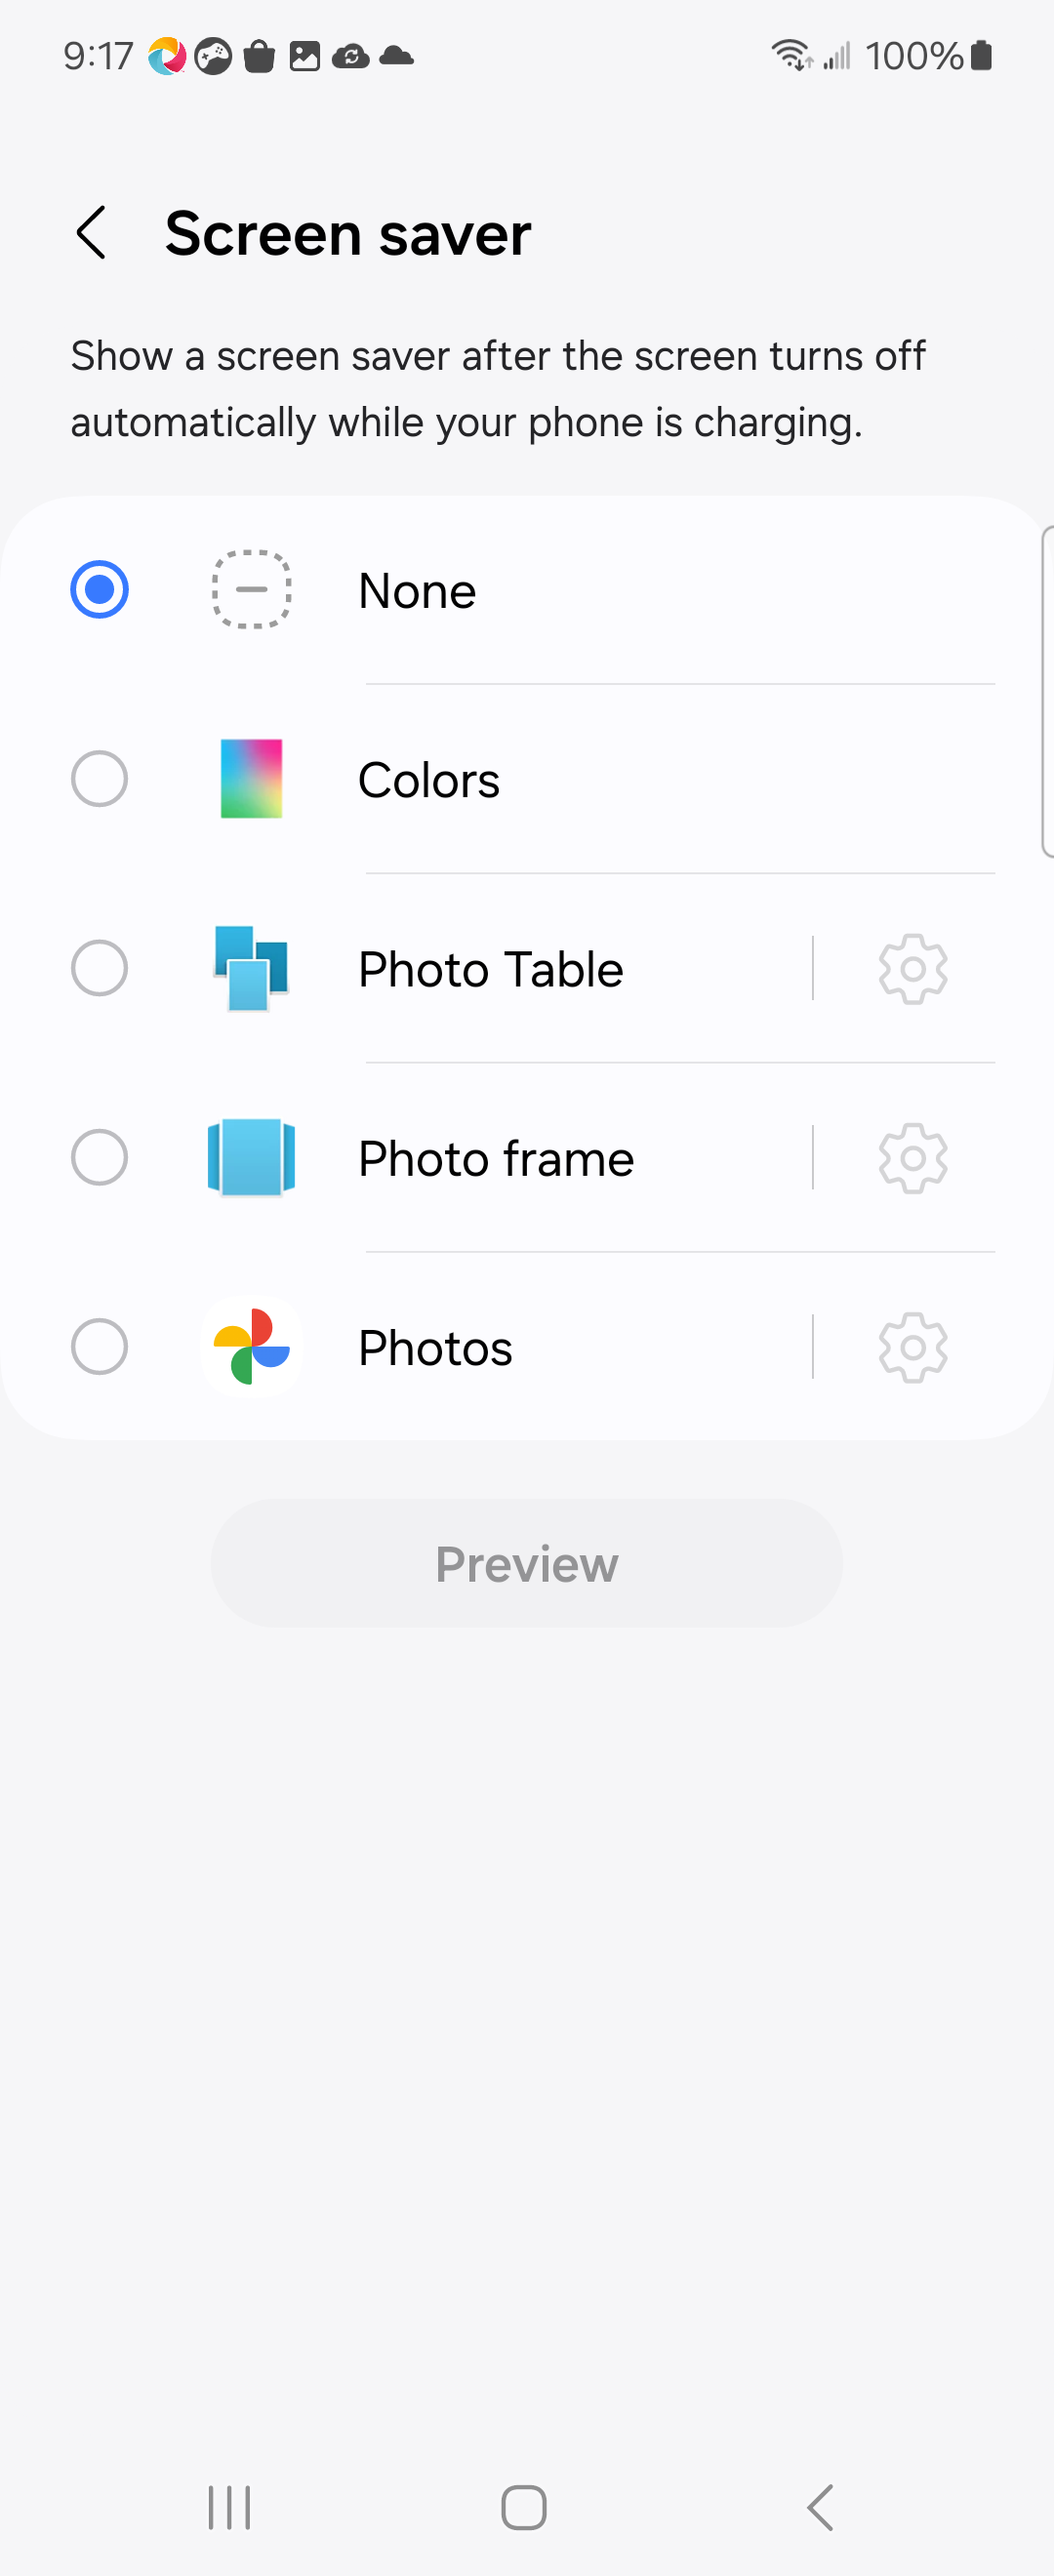 9:17
100%
Screen saver
Show a screen saver after the screen turns off
automatically while your phone is charging.
None
Colors
Photo Table
Photo frame
Photos
Preview